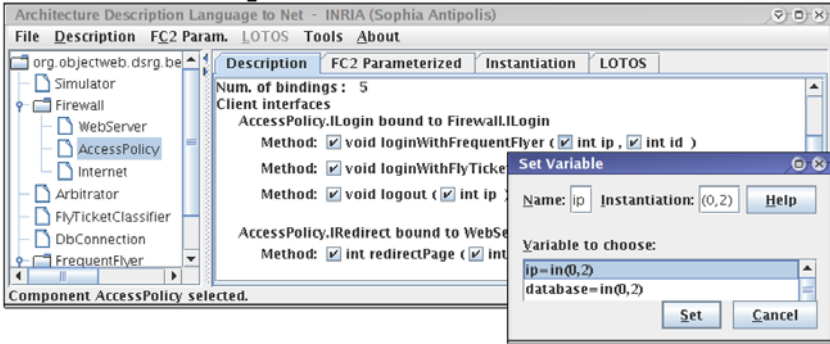 Architecture Description Language to Net - INRIA (Sophia Antipolis)
File Description FC2 Param. LOTOS Tools About
org.objectweb.dsrg.be
Simulator
Firewall
WebServer
AccessPolicy
Internet
Arbitrator
FlyTicketClassifier
DbConnection
FrequentFlyer
Description FC2 Parameterized Instantiation LOTOS
Num. of bindings : 5
Client interfaces
AccessPolicy.ILogin bound to Firewall.ILogin
Method: void loginWithFrequentFlyer ( int ip , int id )
Method: void loginWithFlyTicke
Method: void logout ( int ip )
AccessPolicy.IRedirect bound to WebSe
Method: int redirectPage ( int
Component AccessPolicy selected.
Set Variable
Name: ip Instantiation: (0,2) Help
Variable to choose:
ip=in(0,2)
database=in(0,2)
Set Cancel